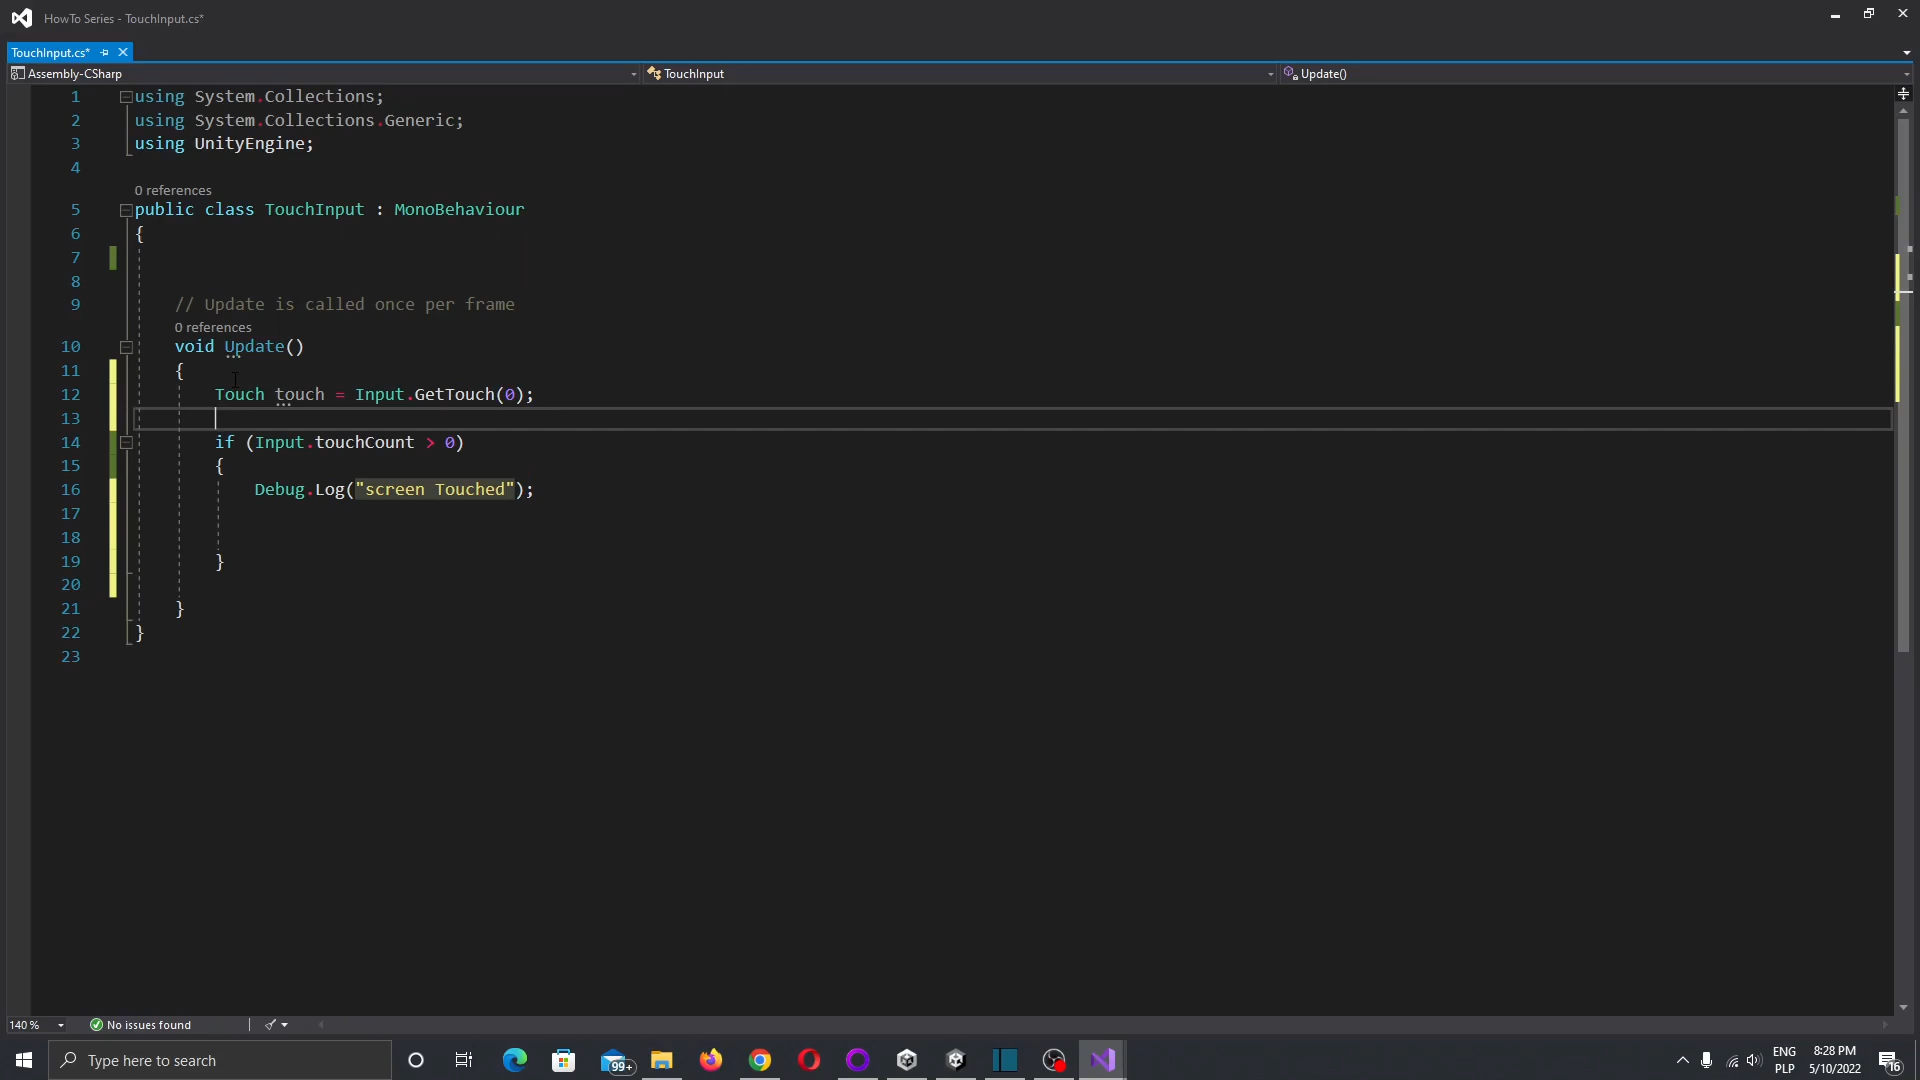 HowTo Series - TouchInput.cs*
TouchInput.cs*
Assembly-CSharp
TouchInput
Update()
1 using System.Collections;
2 using System.Collections.Generic;
3 using UnityEngine;
4
0 references
5 public class TouchInput : MonoBehaviour
6 {
7
8
9 // Update is called once per frame
0 references
10 void Update()
11 {
12 Touch touch = Input.GetTouch(0);
13
14 if (Input.touchCount > 0)
15 {
16 Debug.Log("screen Touched");
17
18
19 }
20
21 }
22 }
23
140 %
No issues found
Type here to search
99+
ENG
PLP
8:28 PM
5/10/2022
16